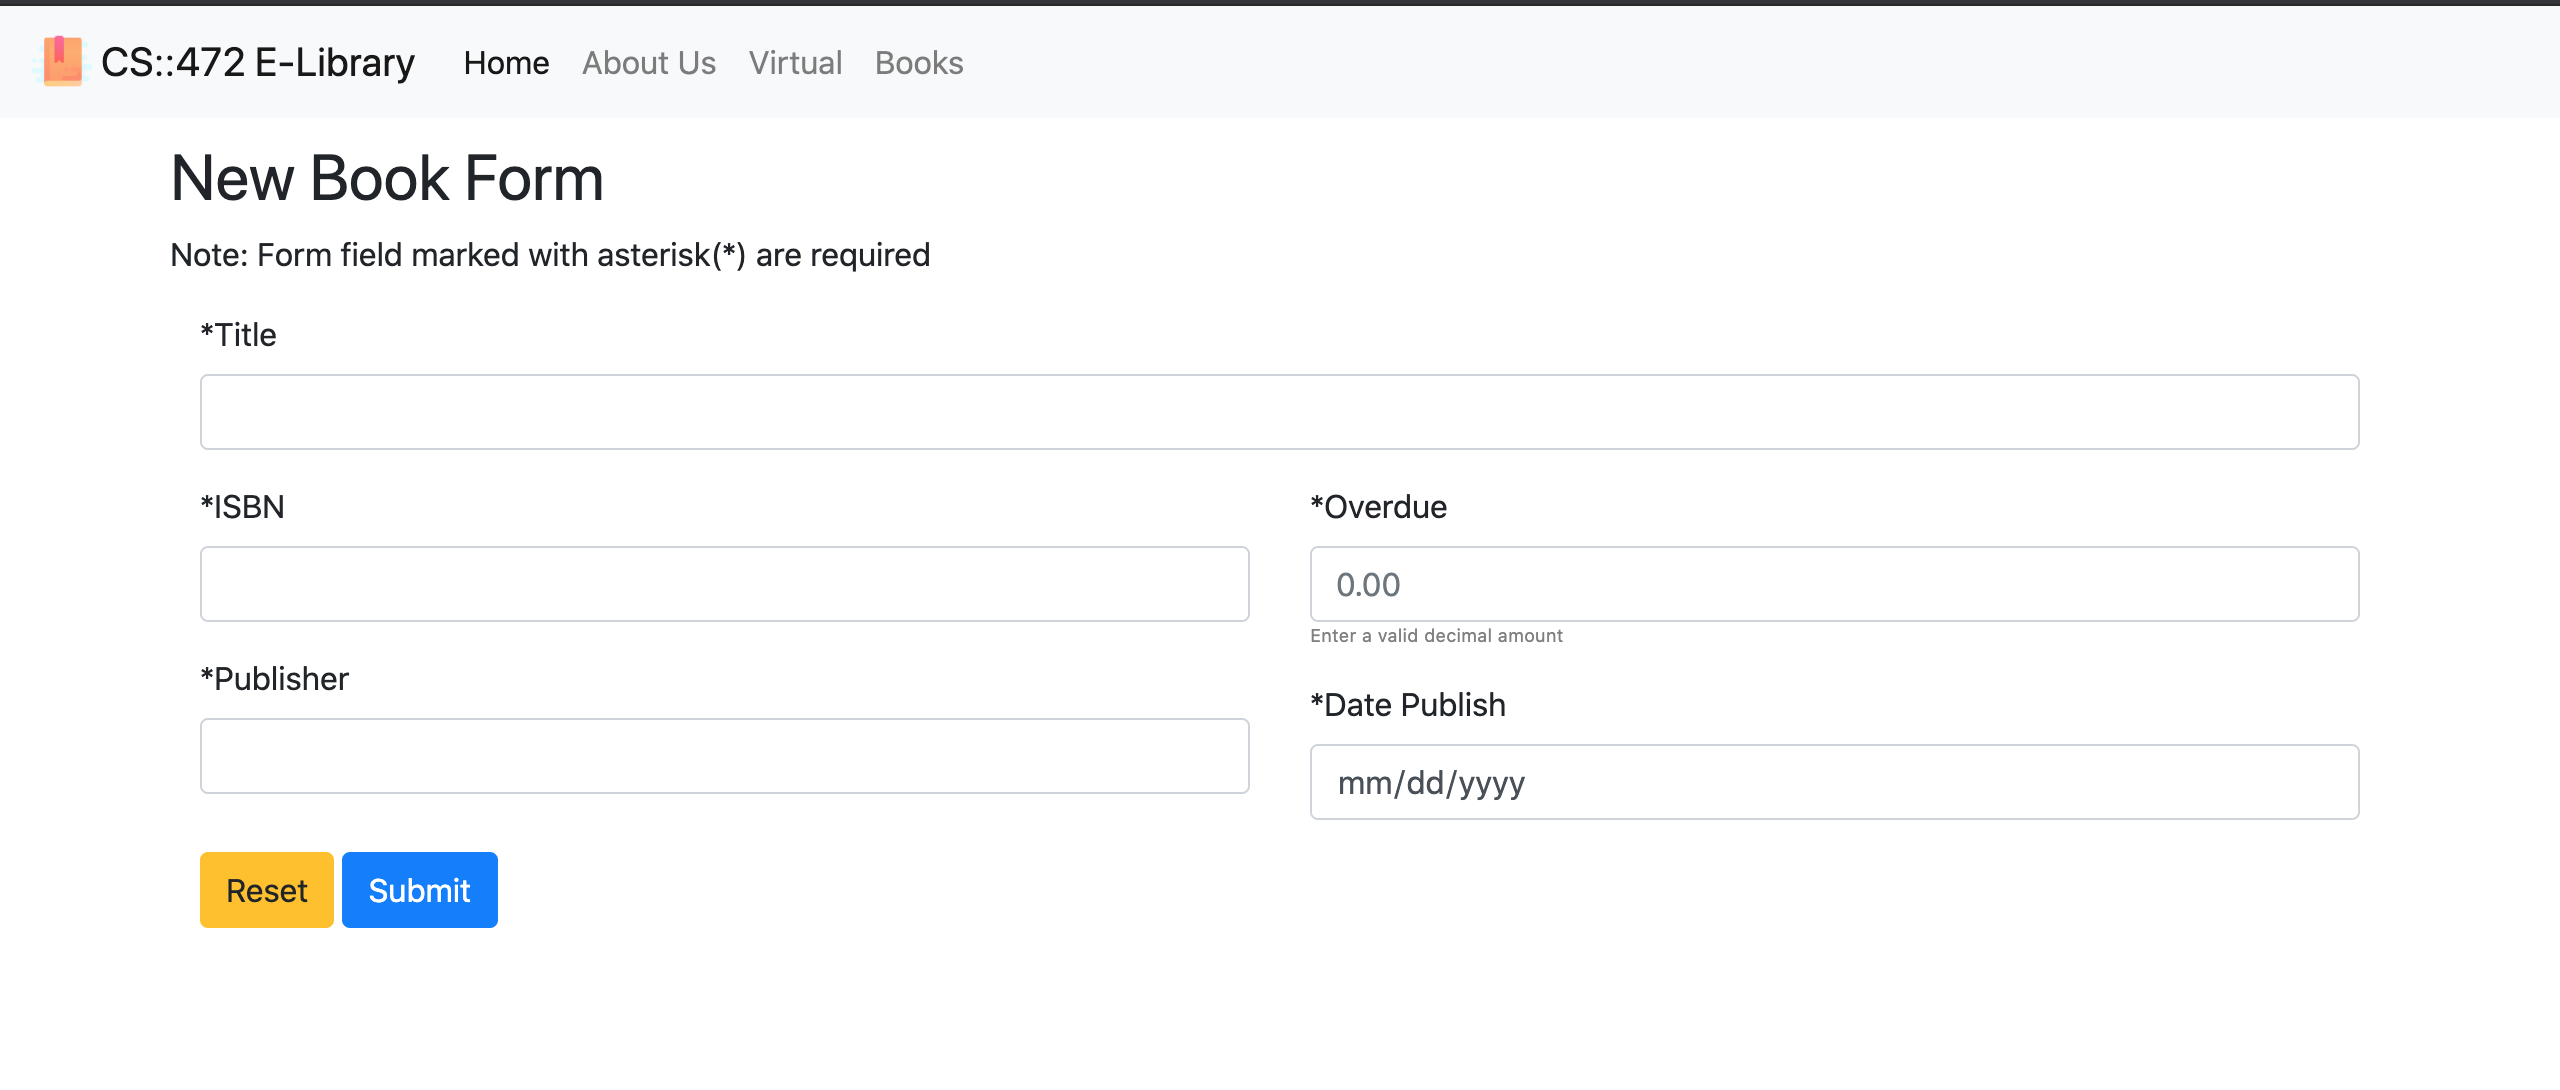 CS::472 E-Library Home About Us Virtual Books
New Book Form
Note: Form field marked with asterisk(*) are required
*Title
*ISBN
*Overdue
0.00
Enter a valid decimal amount
*Publisher
*Date Publish
mm/dd/yyyy
Reset Submit